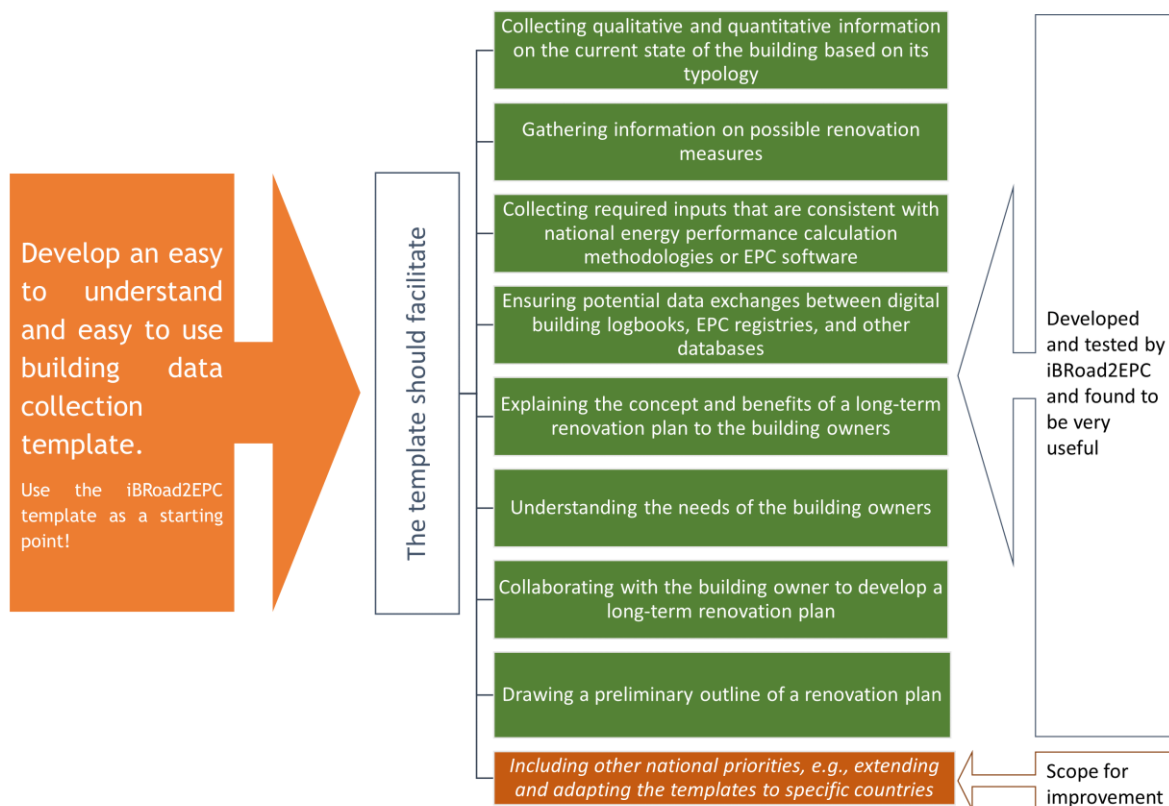 Develop an easy
to understand
and easy to use
building data
collection
template.
Use the iBRoad2EPC
template as a starting
point!
The template should facilitate
Collecting qualitative and quantitative information
on the current state of the building based on its
typology
Gathering information on possible renovation
measures
Collecting required inputs that are consistent with
national energy performance calculation
methodologies or EPC software
Ensuring potential data exchanges between digital
building logbooks, EPC registries, and other
databases
Explaining the concept and benefits of a long-term
renovation plan to the building owners
Understanding the needs of the building owners
Collaborating with the building owner to develop a
long-term renovation plan
Drawing a preliminary outline of a renovation plan
Including other national priorities, e.g., extending
and adapting the templates to specific countries
Developed
and tested by
iBRoad2EPC
and found to
be very
useful
Scope for
improvement